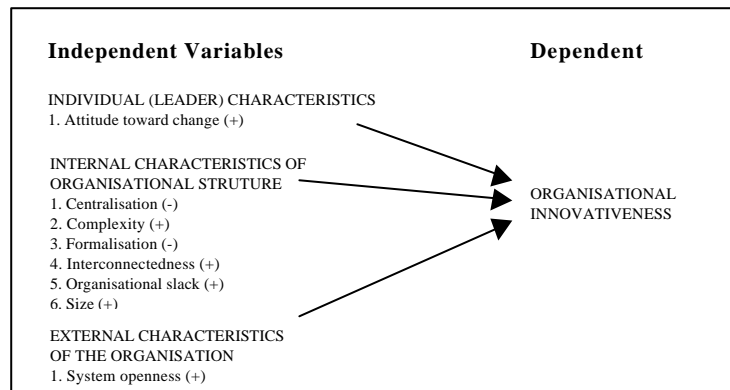 Independent Variables Dependent
INDIVIDUAL (LEADER) CHARACTERISTICS
1. Attitude toward change (+)
INTERNAL CHARACTERISTICS OF
ORGANISATIONAL STRUTURE
1. Centralisation (-)
2. Complexity (+)
3. Formalisation (-)
4. Interconnectedness (+)
5. Organisational slack (+)
6. Size (+)
EXTERNAL CHARACTERISTICS
OF THE ORGANISATION
1. System openness (+)
ORGANISATIONAL
INNOVATIVENESS